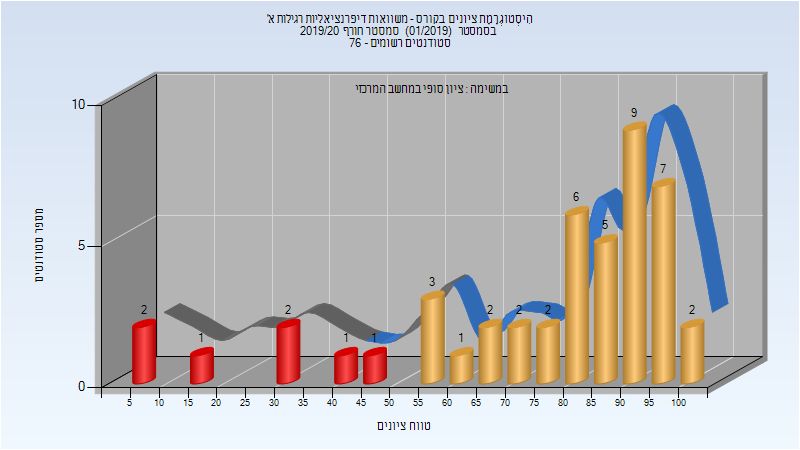 היסטוגרמת ציונים בקורס - משוואות דיפרנציאליות רגילות א'
בסמסטר (01/2019) סמסטר חורף 2019/20
סטודנטים רשומים - 76
במשימה : ציון סופי במחשב המרכזי
מספר סטודנטים
10
5
0
2
1
2
1
1
3
1
2
2
2
6
5
9
7
2
5 10 15 20 25 30 35 40 45 50 55 60 65 70 75 80 85 90 95 100
טווח ציונים